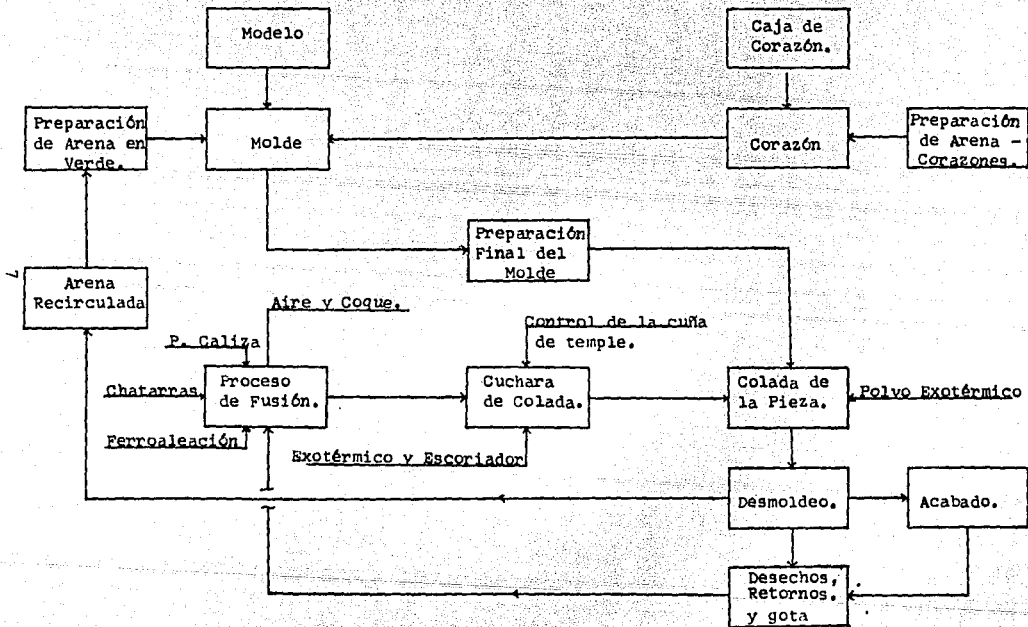 Modelo
Caja de
Corazón.
Preparación
de Arena en
Verde.
Molde
Corazón
Preparación
de Arena -
Corazones.
Preparación
Final del
Molde
7
Arena
Recirculada
Aire y Coque.
P. Caliza
Control de la cuña
de temple.
Chatarras
Proceso
de Fusión.
Cuchara
de Colada.
Colada de
la Pieza.
Polvo Exotérmico
Ferroaleación
Exotérmico y Escoriador
Desmoldeo.
Acabado.
Desechos,
Retornos.
y gota